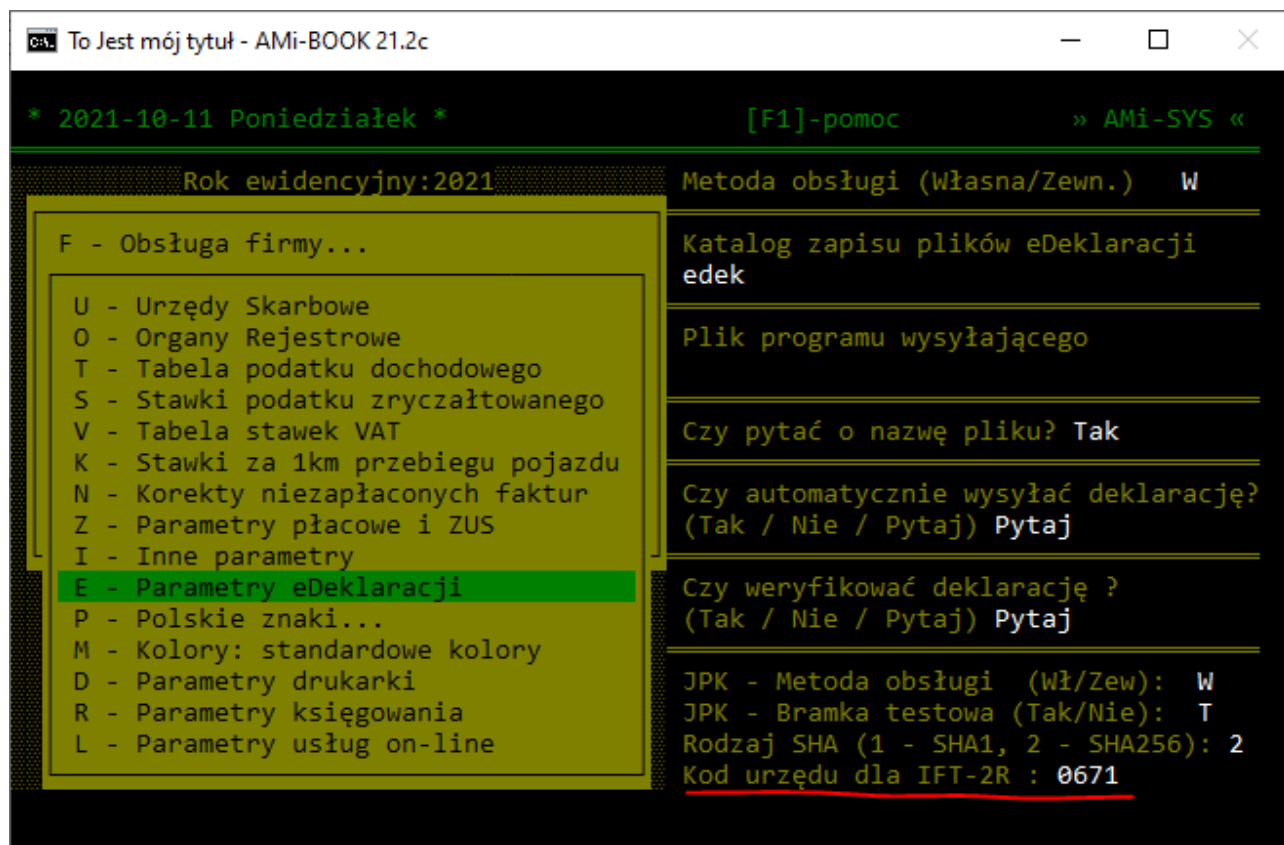 To Jest mój tytuł - AMi-BOOK 21.2c
* 2021-10-11 Poniedziałek * [F1]-pomoc » AMi-SYS «
Rok ewidencyjny:2021
F - Obsługa firmy...
U - Urzędy Skarbowe
O - Organy Rejestrowe
T - Tabela podatku dochodowego
S - Stawki podatku zryczałtowanego
V - Tabela stawek VAT
K - Stawki za 1km przebiegu pojazdu
N - Korekty niezapłaconych faktur
Z - Parametry płacowe i ZUS
I - Inne parametry
E - Parametry eDeklaracji
P - Polskie znaki...
M - Kolory: standardowe kolory
D - Parametry drukarki
R - Parametry księgowania
L - Parametry usług on-line
Metoda obsługi (Własna/Zewn.) W
Katalog zapisu plików eDeklaracji
edek
Plik programu wysyłającego
Czy pytać o nazwę pliku? Tak
Czy automatycznie wysyłać deklarację?
(Tak / Nie / Pytaj) Pytaj
Czy weryfikować deklarację ?
(Tak / Nie / Pytaj) Pytaj
JPK - Metoda obsługi (Wł/Zew): W
JPK - Bramka testowa (Tak/Nie): T
Rodzaj SHA (1 - SHA1, 2 - SHA256): 2
Kod urzędu dla IFT-2R : 0671